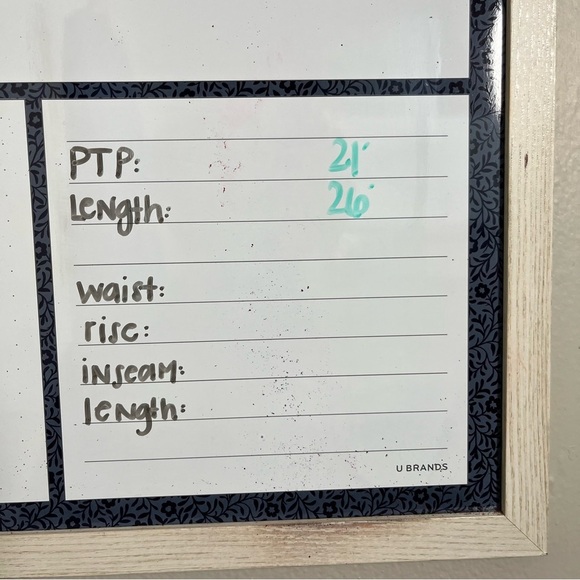 PTP: 21"
LENgth: 26"
waist:
rise:
iNseam:
leNgth:
U BRANDS